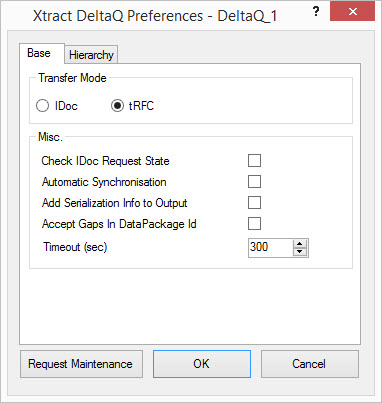 Xtract DeltaQ Preferences - DeltaQ_1 ? ×
Base Hierarchy
Transfer Mode
IDoc tRFC
Misc.
Check IDoc Request State
Automatic Synchronisation
Add Serialization Info to Output
Accept Gaps In DataPackage Id
Timeout (sec) 300
Request Maintenance OK Cancel